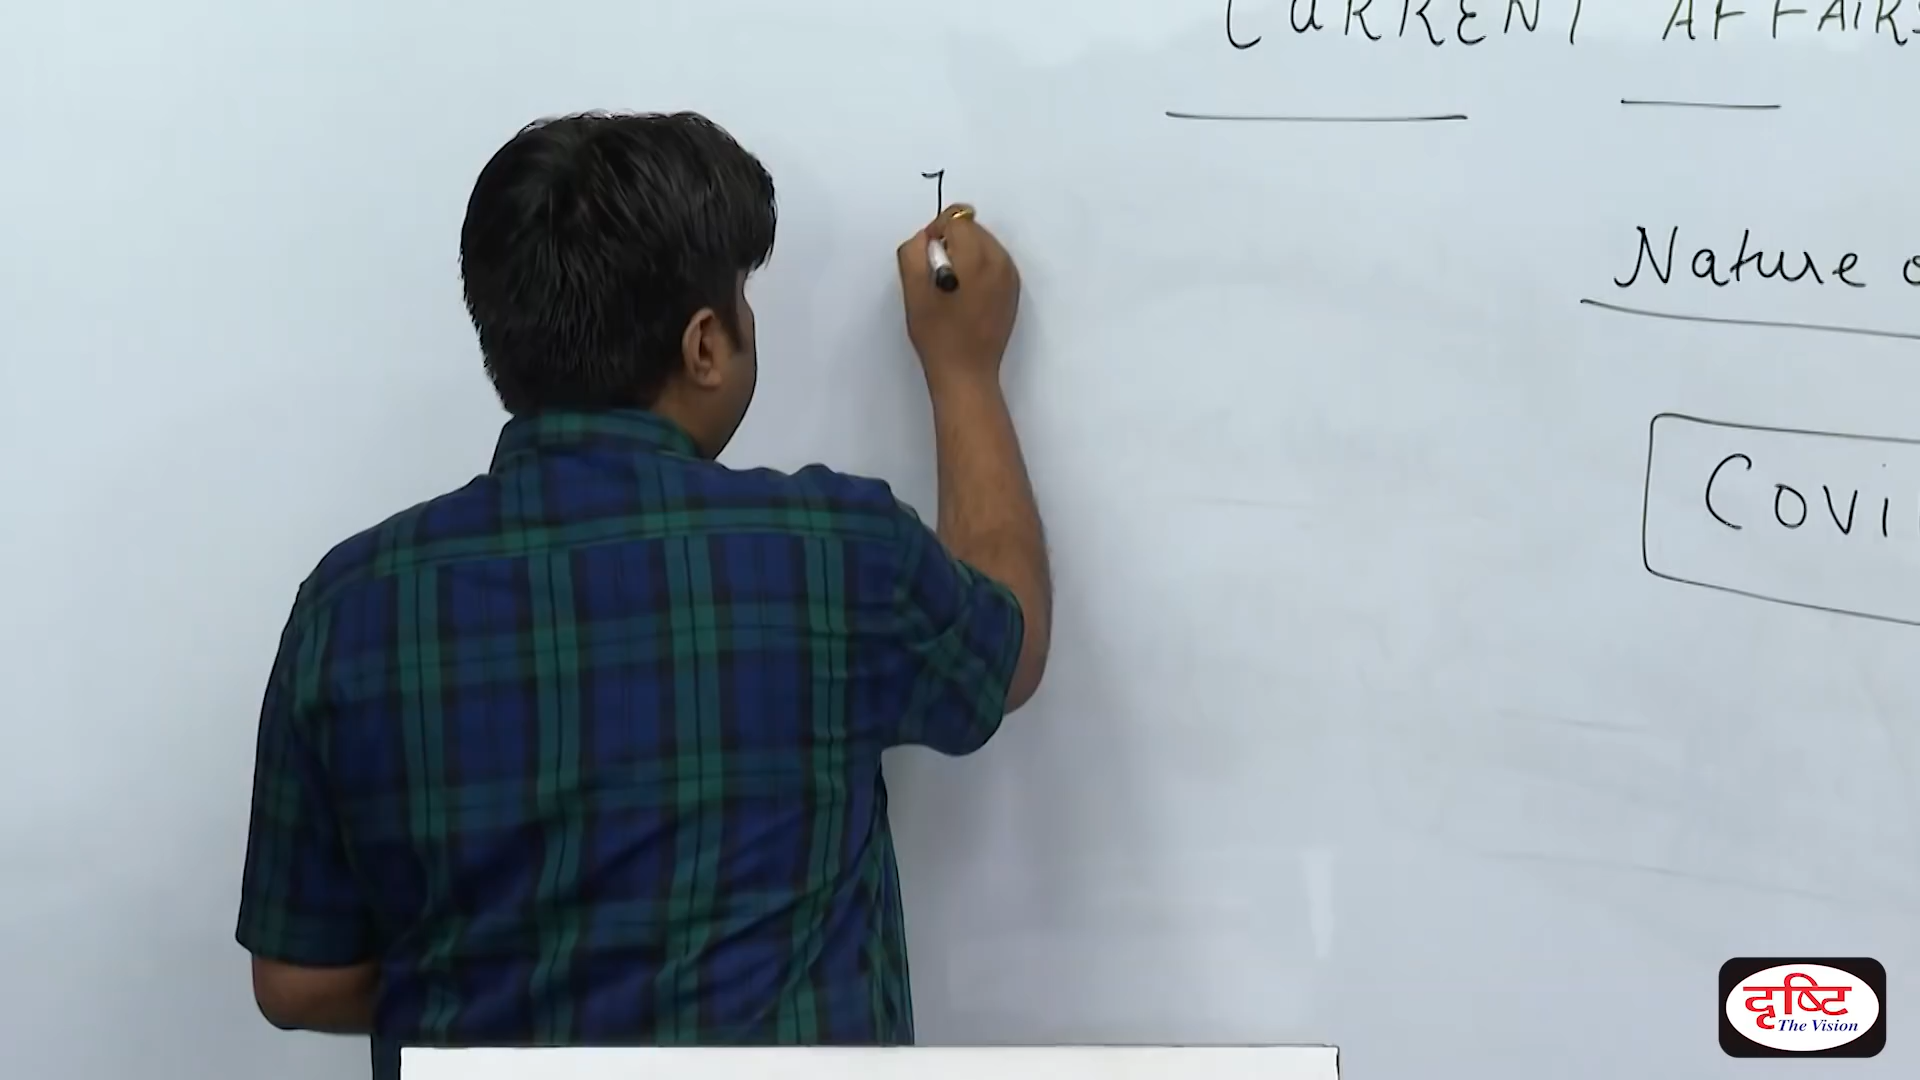 CURRENT AFFAIRS
Nature
COVI
दृष्टि
The Vision